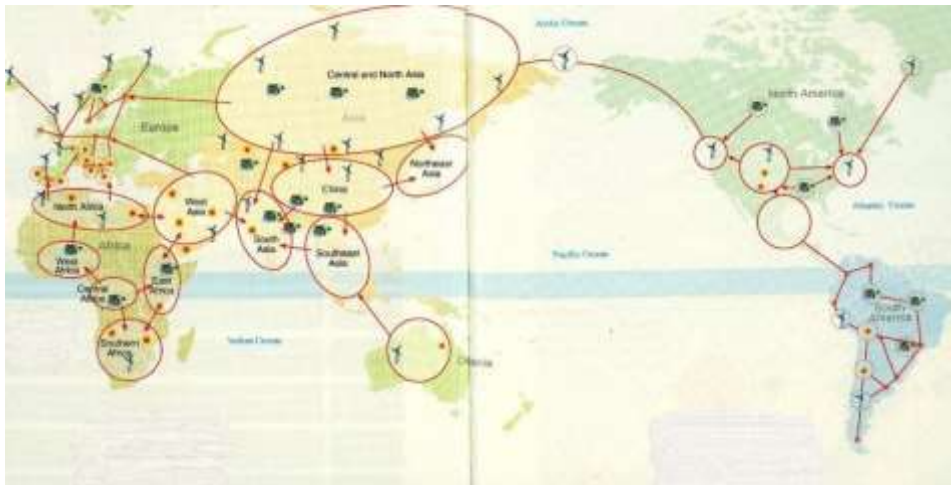 Arctic Ocean
Central and North Asia
Asia
North America
Europe
Northeast
Asia
China
North Africa
West
Asia
Atlantic Ocean
Africa
South
Asia
Southeast
Asia
Pacific Ocean
West
Africa
East
Africa
Central
Africa
South
America
Southern
Africa
Indian Ocean